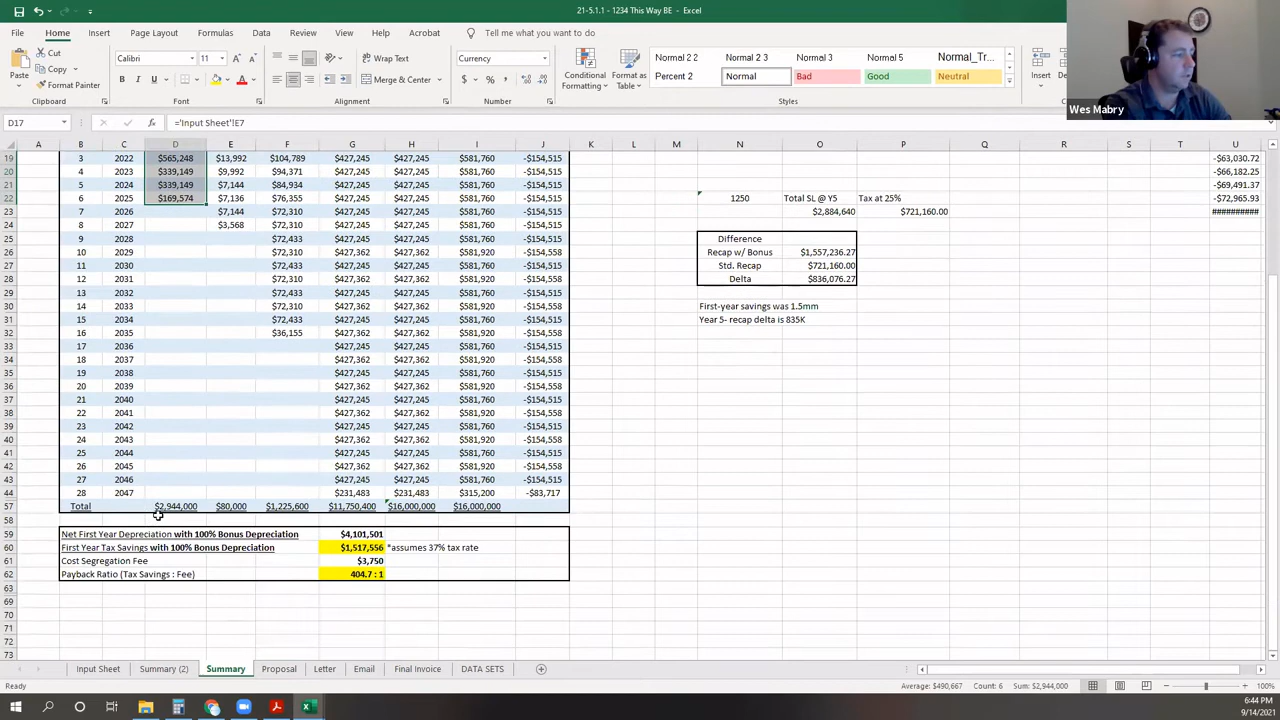 21-5.1.1 - 1234 This Way BE - Excel
File Home Insert Page Layout Formulas Data Review View Help Acrobat Tell me what you want to do
Paste Cut Copy Format Painter Clipboard
Calibri 11 Font
Wrap Text Merge & Center Alignment
Currency Number
Conditional Formatting Format as Table
Normal 2 Normal 2 3 Normal 3 Normal 5 Normal_Tr...
Percent 2 Normal Bad Good Neutral
Styles
Insert
Wes Mabry
D17 ='Input Sheet'!E7
A B C D E F G H I J K L M N O P Q R S T U
19 3 2022 $565,248 $13,992 $104,789 $427,245 $427,245 $581,760 -$154,515 -$63,030.72
20 4 2023 $339,149 $9,992 $94,371 $427,245 $427,245 $581,760 -$154,515 -$66,182.25
21 5 2024 $339,149 $7,144 $84,934 $427,245 $427,245 $581,760 -$154,515 -$69,491.37
22 6 2025 $169,574 $7,136 $76,355 $427,245 $427,245 $581,760 -$154,515 1250 Total SL @ Y5 Tax at 25% -$72,965.93
23 7 2026 $7,144 $72,310 $427,245 $427,245 $581,760 -$154,515 $2,884,640 $721,160.00 ##########
24 8 2027 $3,568 $72,310 $427,245 $427,245 $581,760 -$154,515
25 9 2028 $72,433 $427,245 $427,245 $581,760 -$154,515 Difference
26 10 2029 $72,310 $427,245 $427,245 $581,760 -$154,515 Recap w/ Bonus $1,557,236.27
27 11 2030 $72,433 $427,245 $427,245 $581,760 -$154,515 Std. Recap $721,160.00
28 12 2031 $72,310 $427,245 $427,245 $581,760 -$154,515 Delta $836,076.27
29 13 2032 $72,433 $427,245 $427,245 $581,760 -$154,515
30 14 2033 $72,310 $427,245 $427,245 $581,760 -$154,515 First-year savings was 1.5mm
31 15 2034 $72,433 $427,245 $427,245 $581,760 -$154,515 Year 5- recap delta is 835K
32 16 2035 $36,155 $427,245 $427,245 $581,760 -$154,515
33 17 2036 $427,245 $427,245 $581,760 -$154,515
34 18 2037 $427,362 $427,362 $581,920 -$154,558
35 19 2038 $427,245 $427,245 $581,760 -$154,515
36 20 2039 $427,362 $427,362 $581,920 -$154,558
37 21 2040 $427,245 $427,245 $581,760 -$154,515
38 22 2041 $427,362 $427,362 $581,920 -$154,558
39 23 2042 $427,245 $427,245 $581,760 -$154,515
40 24 2043 $427,362 $427,362 $581,920 -$154,558
41 25 2044 $427,245 $427,245 $581,760 -$154,515
42 26 2045 $427,362 $427,362 $581,920 -$154,558
43 27 2046 $427,245 $427,245 $581,760 -$154,515
44 28 2047 $231,483 $231,483 $315,200 -$83,717
57 Total $2,944,000 $80,000 $1,225,600 $11,750,400 $16,000,000 $16,000,000
58
59 Net First Year Depreciation with 100% Bonus Depreciation $4,101,501
60 First Year Tax Savings with 100% Bonus Depreciation $1,517,556 *assumes 37% tax rate
61 Cost Segregation Fee $3,750
62 Payback Ratio (Tax Savings : Fee) 404.7 : 1
63
69
70
71
72
73
Input Sheet Summary (2) Summary Proposal Letter Email Final Invoice DATA SETS
Ready Average: $490,667 Count: 6 Sum: $2,944,000 100%
6:44 PM
9/14/2021